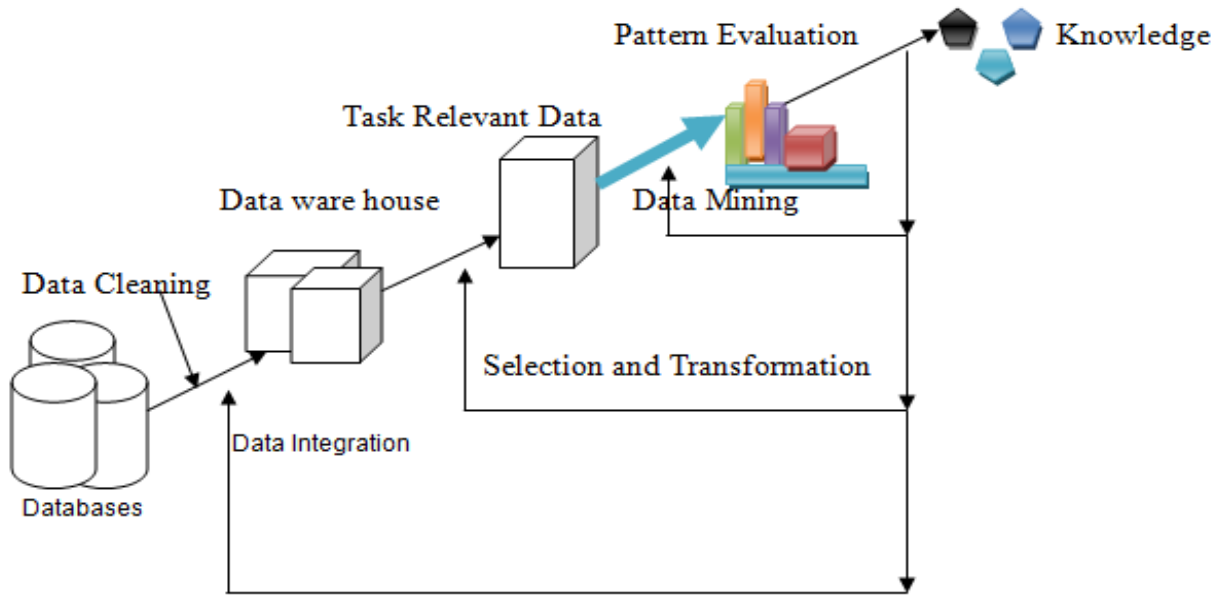 Pattern Evaluation
Knowledge
Task Relevant Data
Data ware house
Data Mining
Data Cleaning
Selection and Transformation
Data Integration
Databases